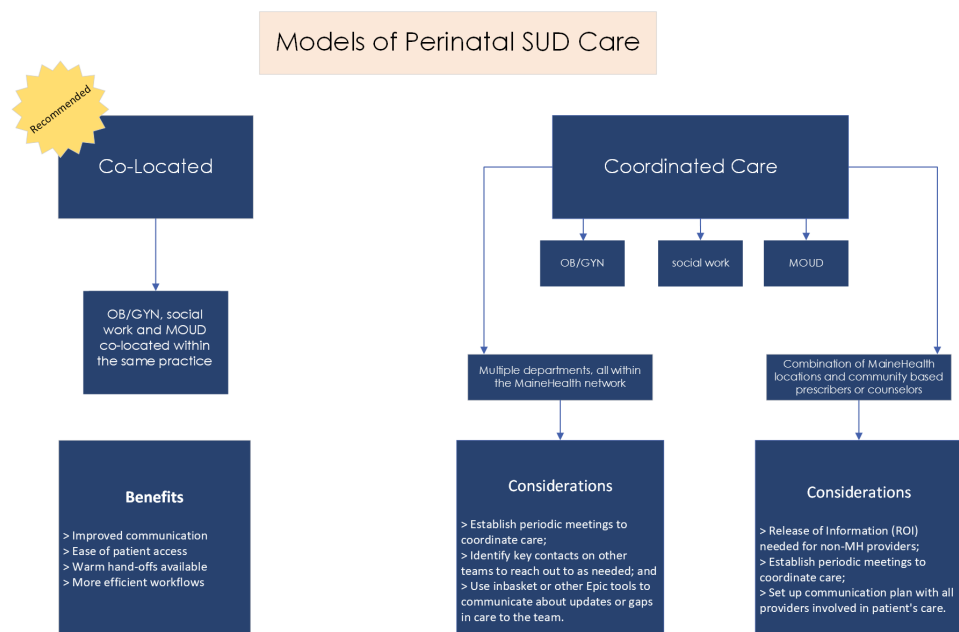 Models of Perinatal SUD Care
Recommended
Co-Located
OB/GYN, social
work and MOUD
co-located within
the same practice
Benefits
> Improved communication
> Ease of patient access
> Warm hand-offs available
> More efficient workflows
Coordinated Care
OB/GYN
social work
MOUD
Multiple departments, all within
the MaineHealth network
Considerations
> Establish periodic meetings to
coordinate care;
> Identify key contacts on other
teams to reach out to as needed; and
> Use inbasket or other Epic tools to
communicate about updates or gaps
in care to the team.
Combination of MaineHealth
locations and community based
prescribers or counselors
Considerations
> Release of Information (ROI)
needed for non-MH providers;
> Establish periodic meetings to
coordinate care;
> Set up communication plan with all
providers involved in patient's care.